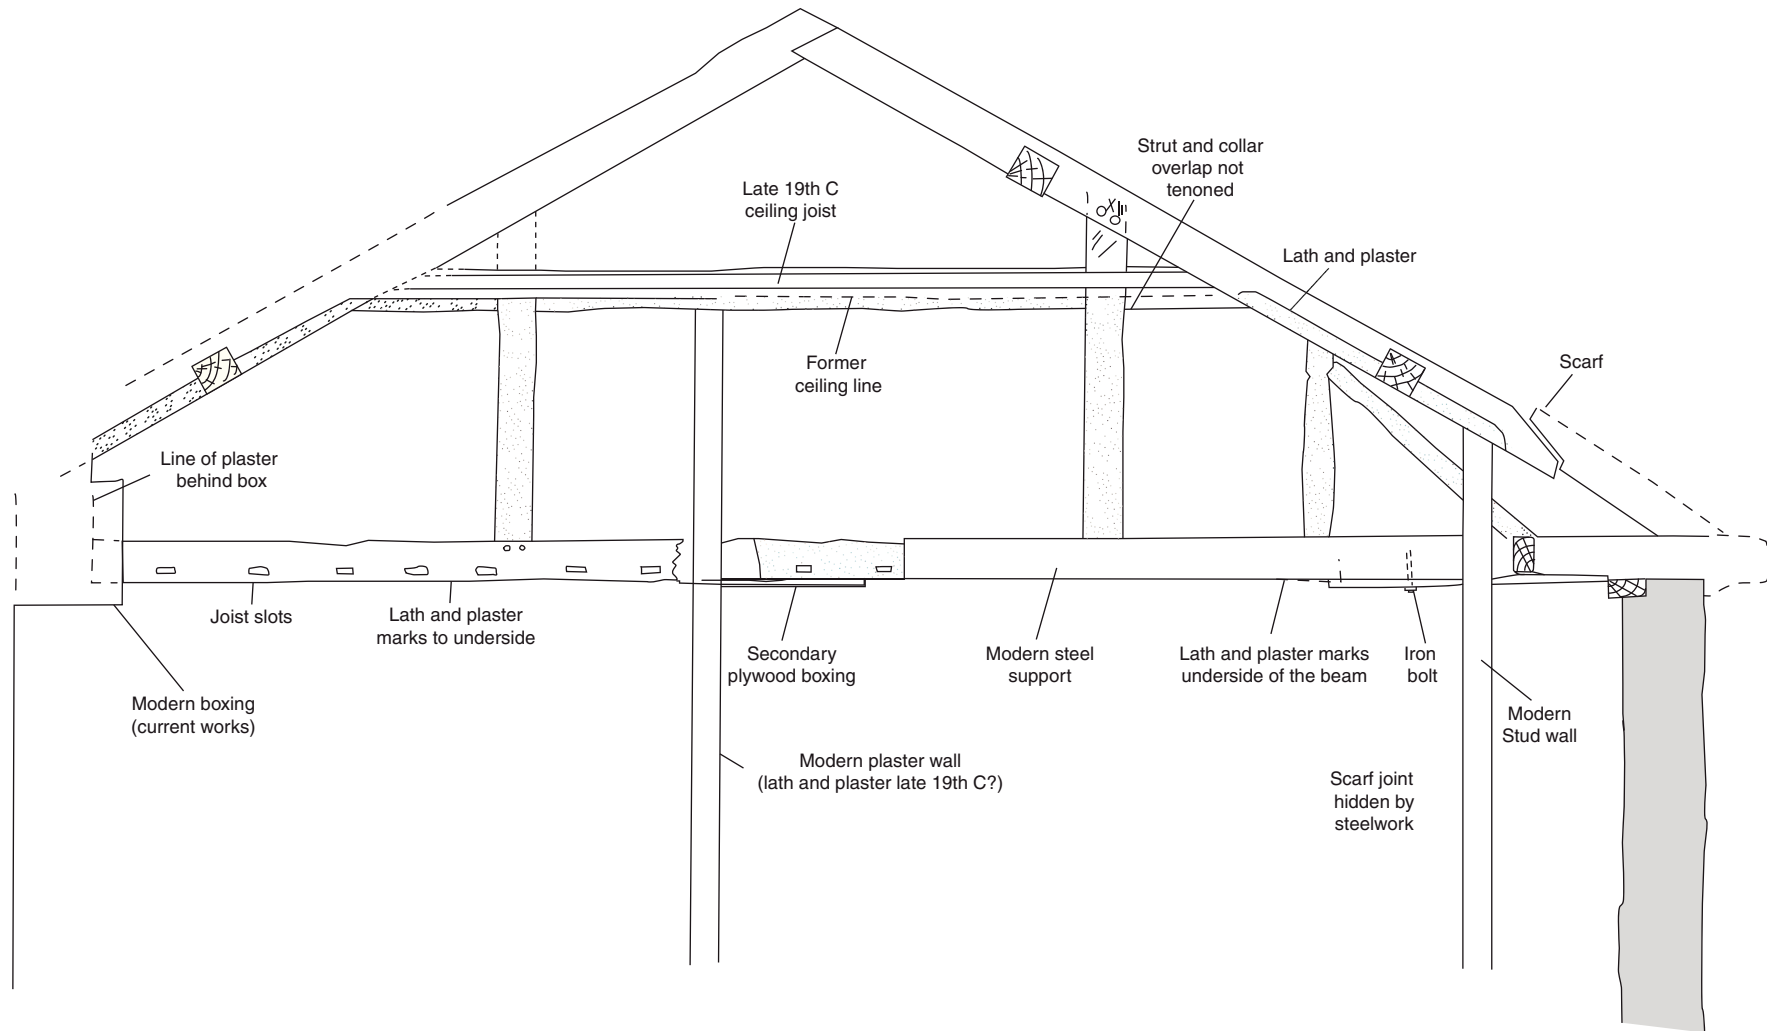 Strut and collar
overlap not
tenoned
Late 19th C
ceiling joist
Lath and plaster
Former
ceiling line
Scarf
Line of plaster
behind box
Joist slots
Lath and plaster
marks to underside
Secondary
plywood boxing
Modern steel
support
Lath and plaster marks
underside of the beam
Iron
bolt
Modern boxing
(current works)
Modern
Stud wall
Modern plaster wall
(lath and plaster late 19th C?)
Scarf joint
hidden by
steelwork